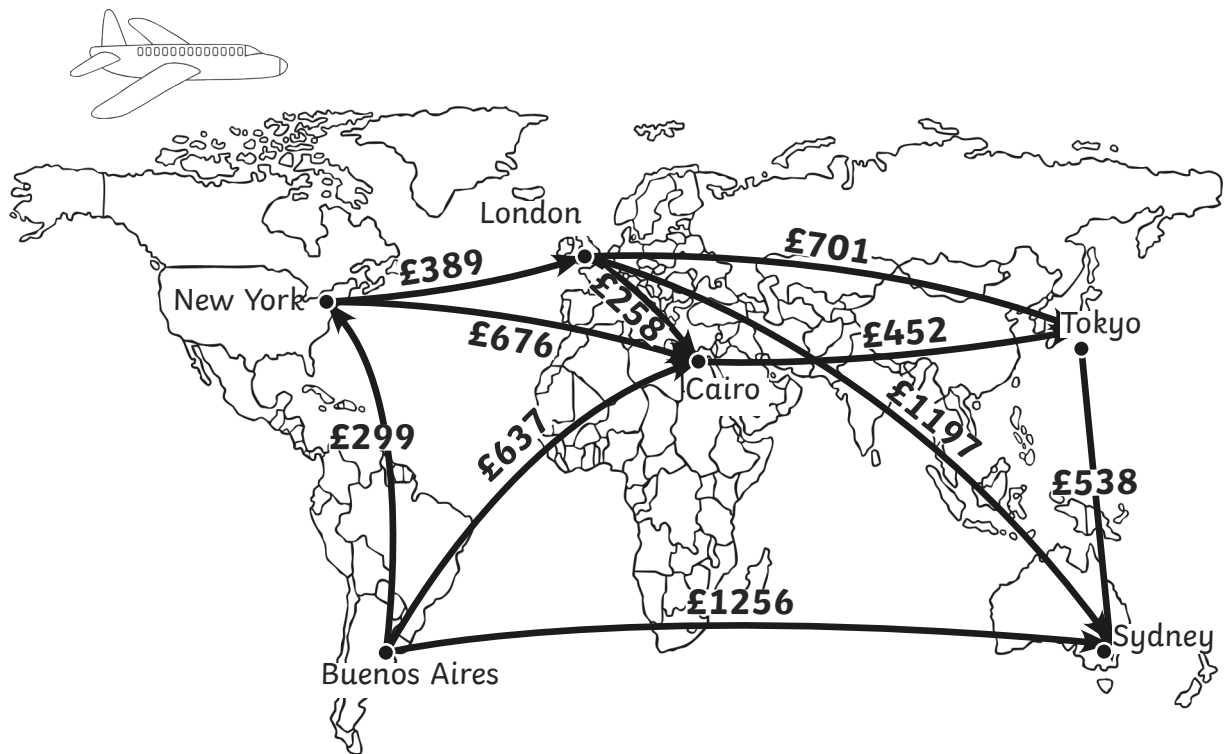 London
£701
£389
New York
£258
Tokyo
£676
£452
Cairo
£1197
£299
£637
£538
£1256
Sydney
Buenos Aires